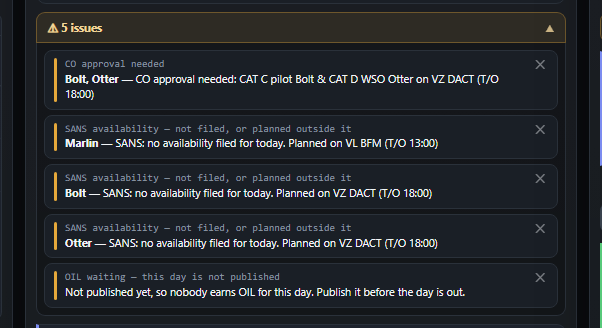 ⚠ 5 issues
CO approval needed
Bolt, Otter — CO approval needed: CAT C pilot Bolt & CAT D WSO Otter on VZ DACT (T/O
18:00)
SANS availability — not filed, or planned outside it
Marlin — SANS: no availability filed for today. Planned on VL BFM (T/O 13:00)
SANS availability — not filed, or planned outside it
Bolt — SANS: no availability filed for today. Planned on VZ DACT (T/O 18:00)
SANS availability — not filed, or planned outside it
Otter — SANS: no availability filed for today. Planned on VZ DACT (T/O 18:00)
OIL waiting — this day is not published
Not published yet, so nobody earns OIL for this day. Publish it before the day is out.